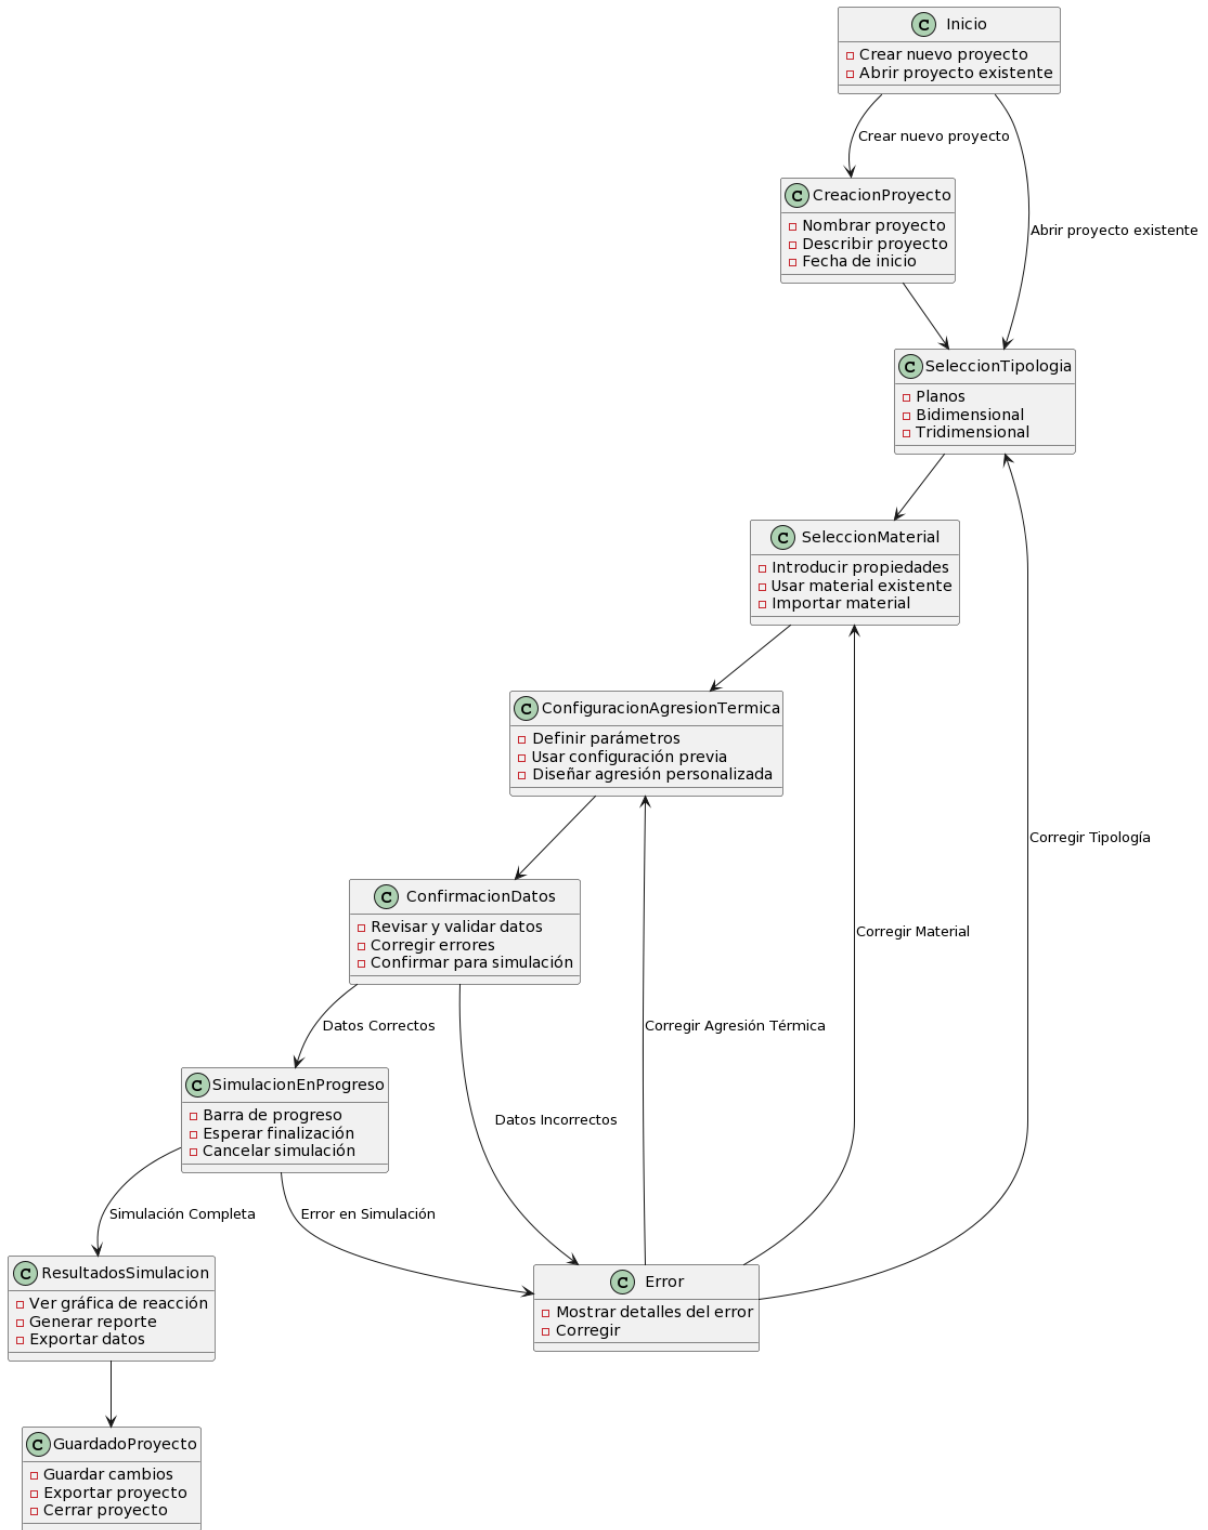 C Inicio
Crear nuevo proyecto
Abrir proyecto existente
Crear nuevo proyecto
C CreacionProyecto
Nombrar proyecto
Describir proyecto
Fecha de inicio
Abrir proyecto existente
C SeleccionTipologia
Planos
Bidimensional
Tridimensional
C SeleccionMaterial
Introducir propiedades
Usar material existente
Importar material
C ConfiguracionAgresionTermica
Definir parámetros
Usar configuración previa
Diseñar agresión personalizada
Corregir Tipología
C ConfirmacionDatos
Revisar y validar datos
Corregir errores
Confirmar para simulación
Corregir Material
Datos Correctos
Corregir Agresión Térmica
C SimulacionEnProgreso
Barra de progreso
Esperar finalización
Cancelar simulación
Datos Incorrectos
Simulación Completa
Error en Simulación
C ResultadosSimulacion
Ver gráfica de reacción
Generar reporte
Exportar datos
C Error
Mostrar detalles del error
Corregir
C GuardadoProyecto
Guardar cambios
Exportar proyecto
Cerrar proyecto